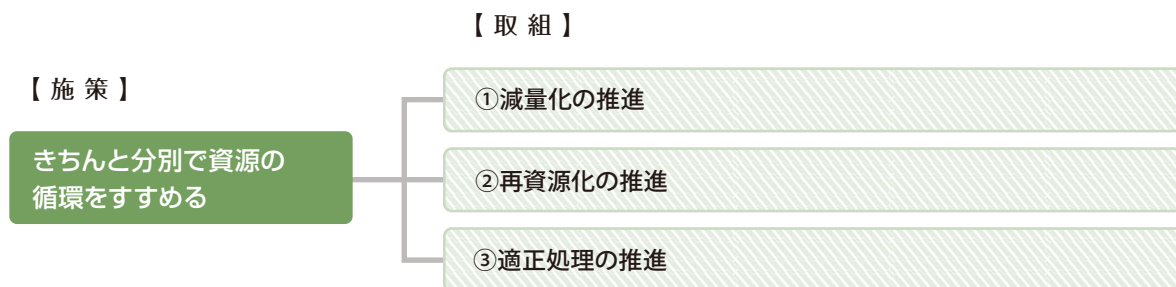 【取組】
【施策】
①減量化の推進
きちんと分別で資源の
循環をすすめる
②再資源化の推進
③適正処理の推進